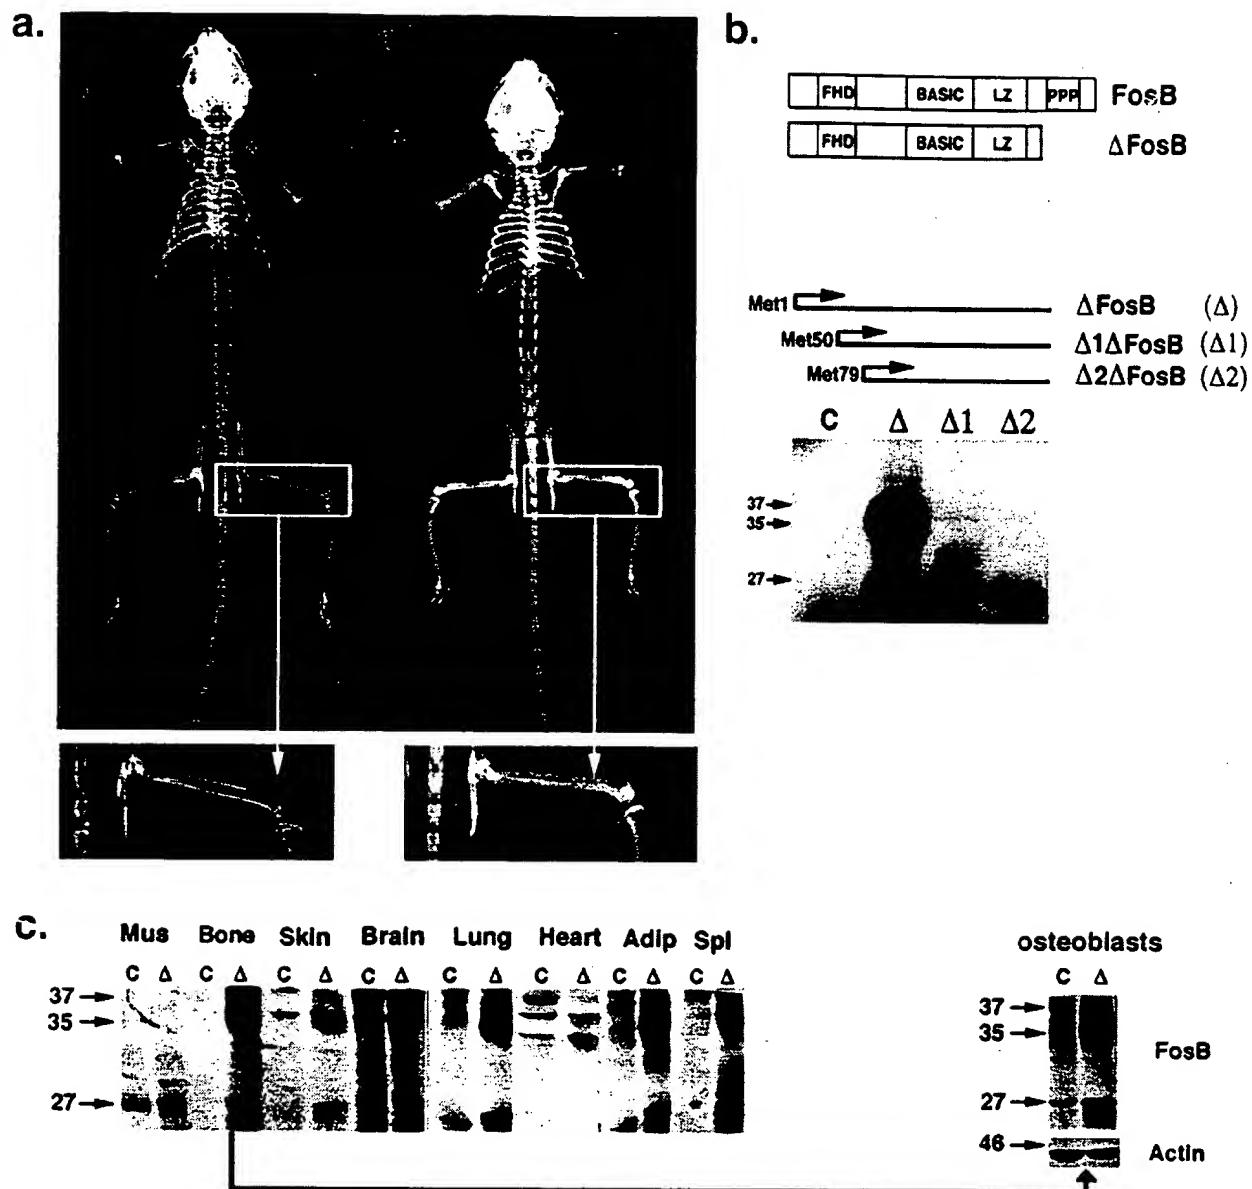 a.
b.
FHD BASIC LZ PPP FosB
FHD BASIC LZ ΔFosB
Met1 ΔFosB (Δ)
Met50 Δ1ΔFosB (Δ1)
Met79 Δ2ΔFosB (Δ2)
C Δ Δ1 Δ2
37
35
27
c.
Mus Bone Skin Brain Lung Heart Adip Spl
C Δ C Δ C Δ C Δ C Δ C Δ C Δ C Δ
37
35
27
osteoblasts
C Δ
37
35
FosB
27
46
Actin